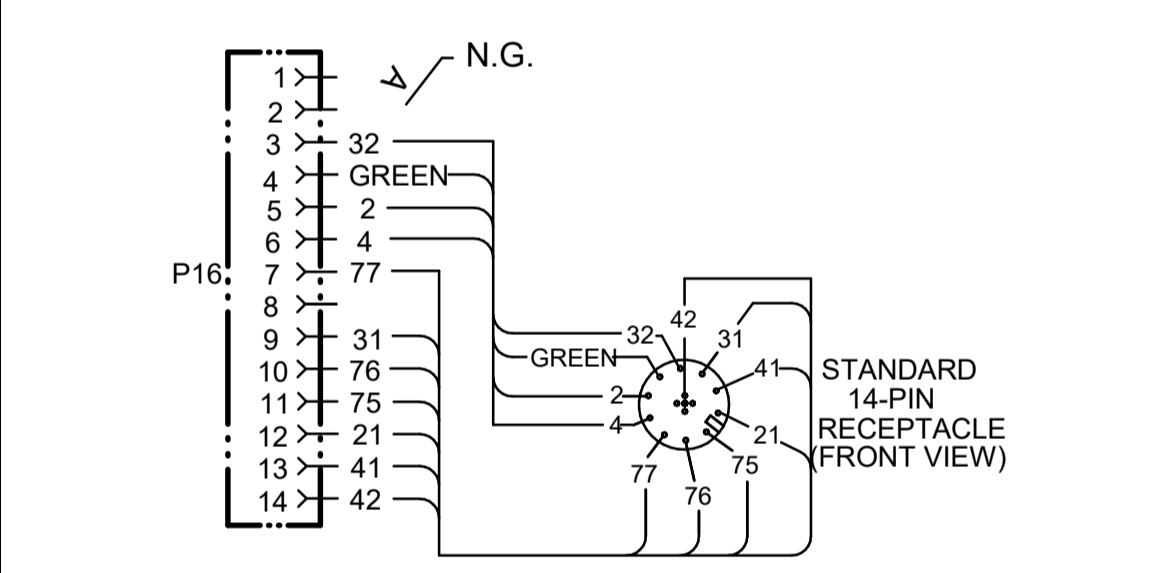 N.G.
A
1
2
3 32
4 GREEN
5 2
6 4
P16 7 77
8
9 31
10 76
11 75
12 21
13 41
14 42
42
32 31
GREEN 41
2
4 21
77 75
76
STANDARD
14-PIN
RECEPTACLE
(FRONT VIEW)